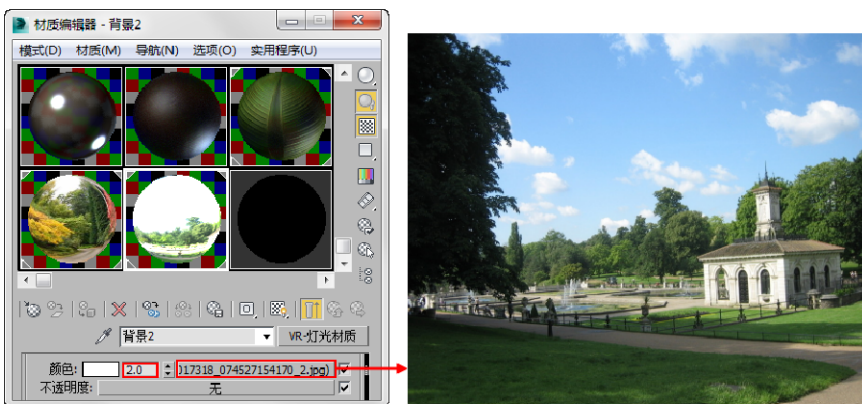 材质编辑器 - 背景2
模式(D) 材质(M) 导航(N) 选项(O) 实用程序(U)
背景2 VR-灯光材质
颜色: 2.0 017318_074527154170_2.jpg)
不透明度: 无